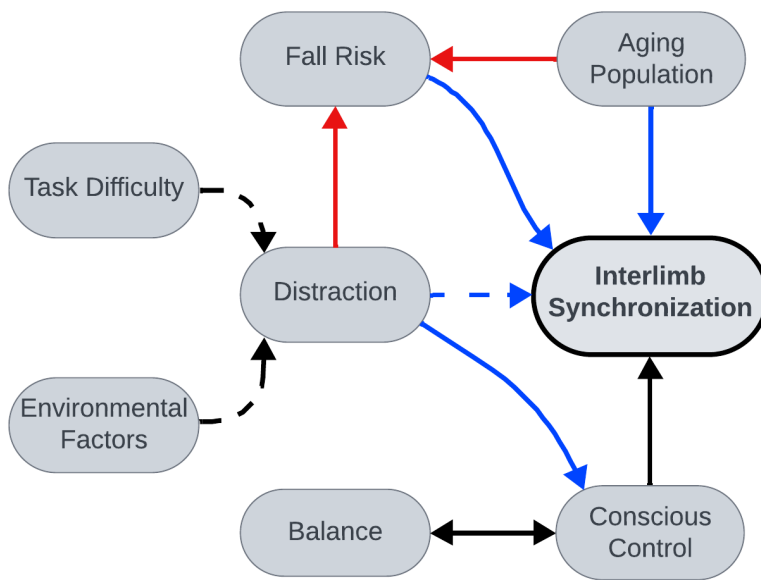 Fall Risk
Aging
Population
Task Difficulty
Distraction
Interlimb
Synchronization
Environmental
Factors
Balance
Conscious
Control